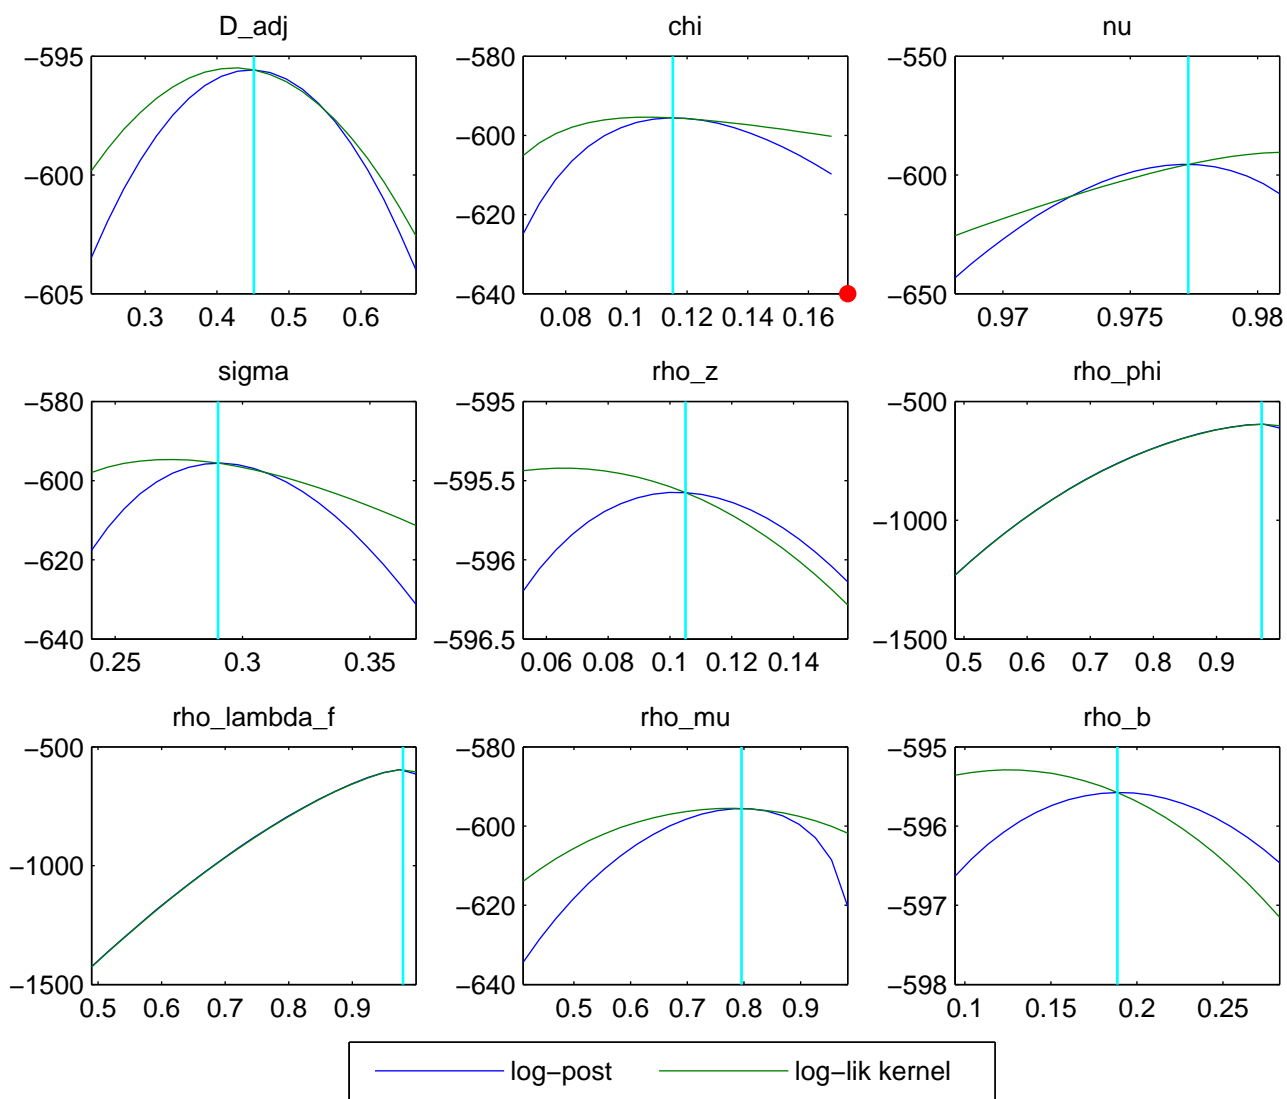 D_adj
chi
nu
−595
−600
−605
0.3 0.4 0.5 0.6
−580
−600
−620
−640
0.08 0.1 0.12 0.14 0.16
−550
−600
−650
0.97 0.975 0.98
sigma
rho_z
rho_phi
−580
−600
−620
−640
0.25 0.3 0.35
−595
−595.5
−596
−596.5
0.06 0.08 0.1 0.12 0.14
−500
−1000
−1500
0.5 0.6 0.7 0.8 0.9
rho_lambda_f
rho_mu
rho_b
−500
−1000
−1500
0.5 0.6 0.7 0.8 0.9
−580
−600
−620
−640
0.5 0.6 0.7 0.8 0.9
−595
−596
−597
−598
0.1 0.15 0.2 0.25
log−post log−lik kernel